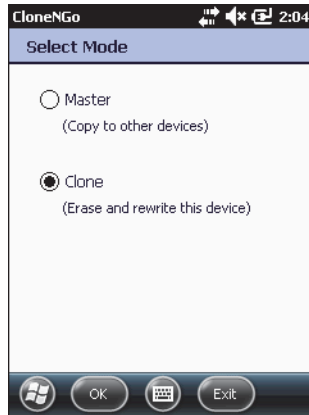 CloneNGo 2:04
Select Mode
Master
(Copy to other devices)
Clone
(Erase and rewrite this device)
OK Exit